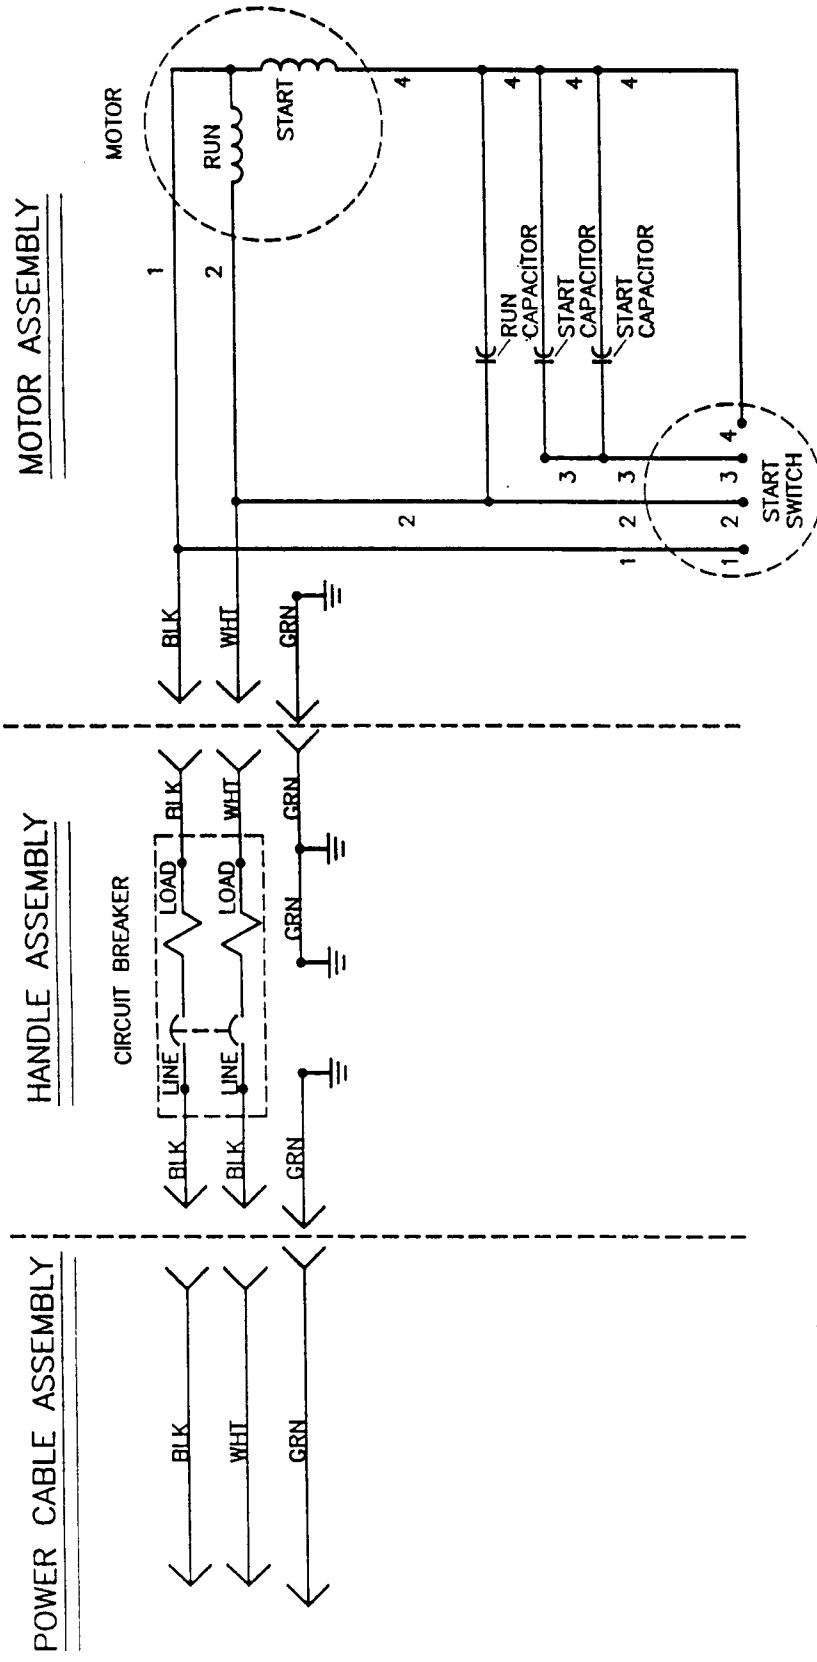 POWER CABLE ASSEMBLY
BLK
WHT
GRN
HANDLE ASSEMBLY
CIRCUIT BREAKER
BLK
LINE
LOAD
BLK
BLK
LINE
LOAD
WHT
GRN
GRN
GRN
MOTOR ASSEMBLY
MOTOR
BLK
1
WHT
2
RUN
GRN
START
2
4
RUN
CAPACITOR
4
3
START
CAPACITOR
4
1
2
3
START
CAPACITOR
4
1
2
3
4
START
SWITCH